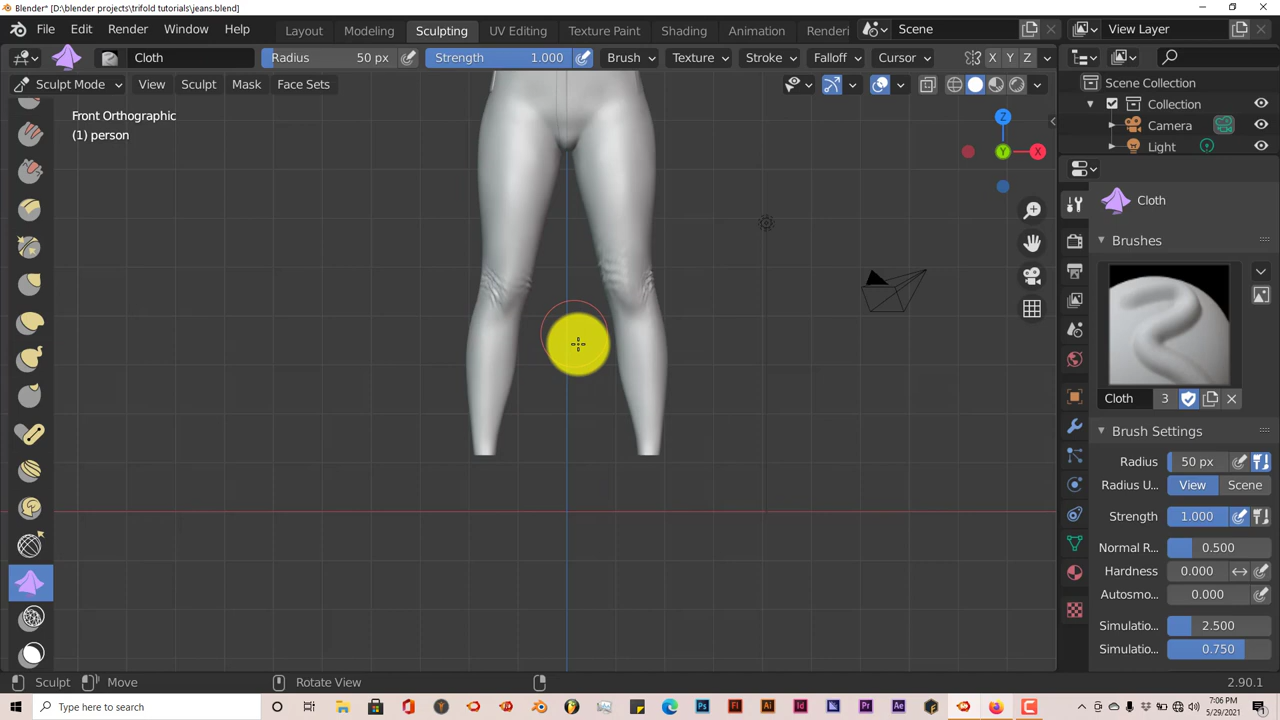 Blender* [D:\blender projects\trifold tutorials\jeans.blend]
File Edit Render Window Help Layout Modeling Sculpting UV Editing Texture Paint Shading Animation Renderi Scene View Layer
Cloth Radius 50 px Strength 1.000 Brush Texture Stroke Falloff Cursor X Y Z
Sculpt Mode View Sculpt Mask Face Sets
Scene Collection
Collection
Camera
Light
Front Orthographic
(1) person
Z
Y
X
Cloth
Brushes
Cloth 3
Brush Settings
Radius 50 px
Radius U... View Scene
Strength 1.000
Normal R... 0.500
Hardness 0.000
Autosmo... 0.000
Simulatio... 2.500
Simulatio... 0.750
Sculpt Move Rotate View 2.90.1
Type here to search
7:06 PM
5/29/2021